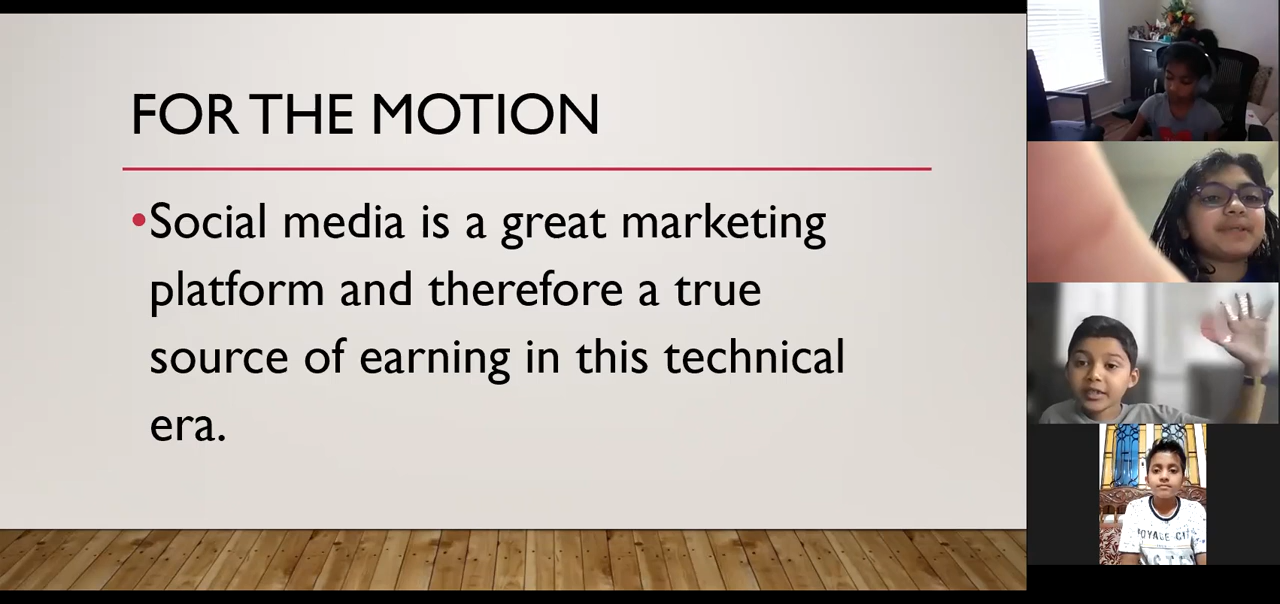 FOR THE MOTION
•Social media is a great marketing
platform and therefore a true
source of earning in this technical
era.